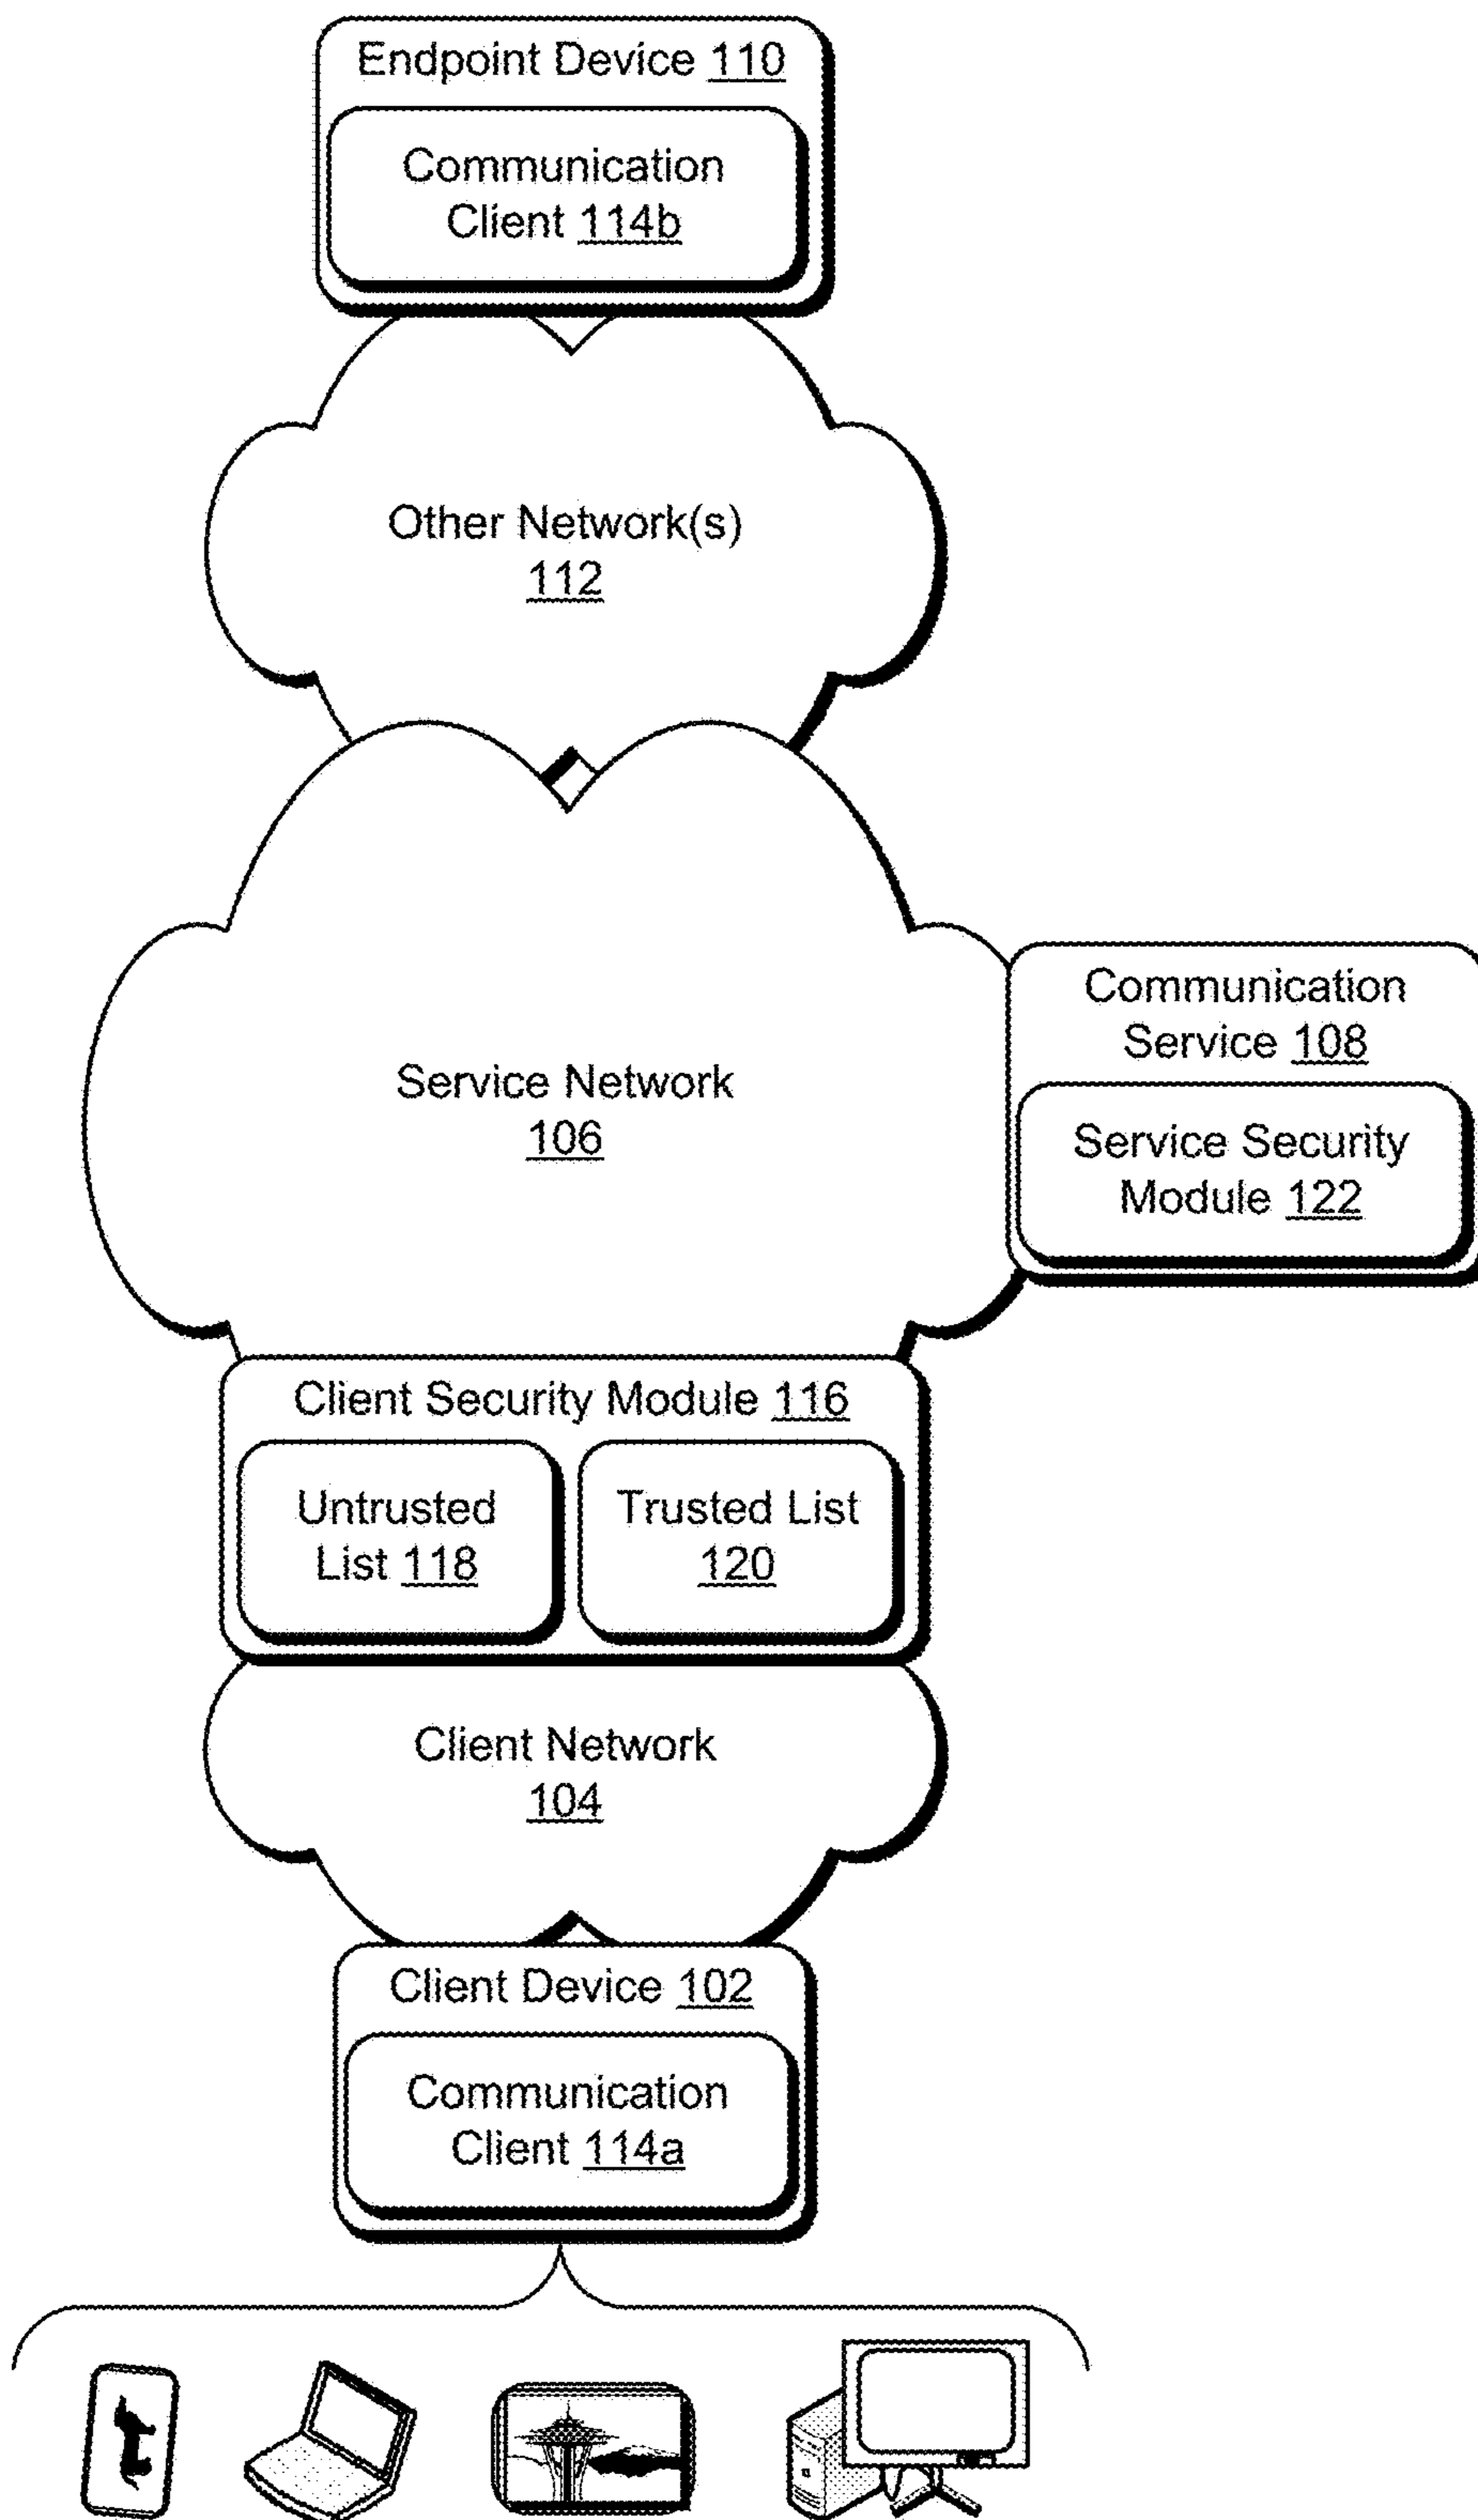 Endpoint Device 110
Communication
Client 114b
Other Network(s)
112
Service Network
106
Communication
Service 108
Service Security
Module 122
Client Security Module 116
Untrusted
List 118
Trusted List
120
Client Network
104
Client Device 102
Communication
Client 114a